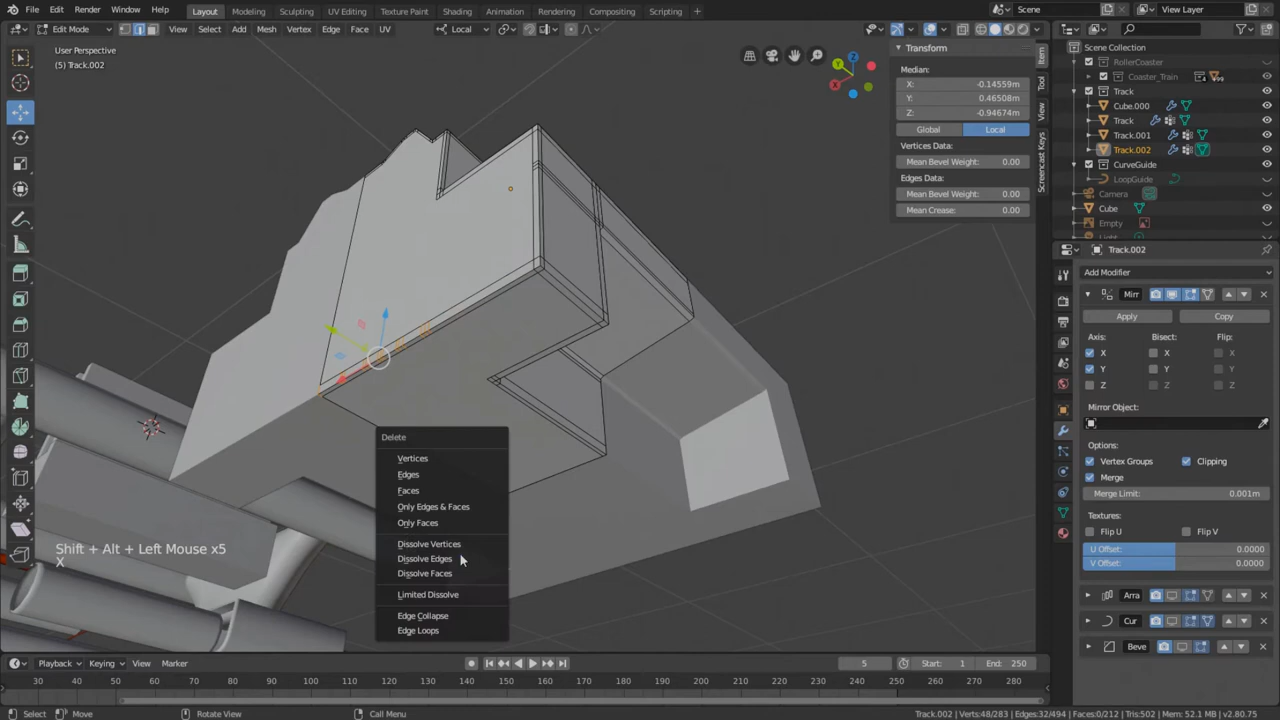 File Edit Render Window Help Layout Modeling Sculpting UV Editing Texture Paint Shading Animation Rendering Compositing Scripting + Scene View Layer
Edit Mode View Select Add Mesh Vertex Edge Face UV Local
User Perspective
(5) Track.002
Transform
Median:
X: -0.14559m
Y: 0.46508m
Z: -0.94674m
Global Local
Vertices Data:
Mean Bevel Weight: 0.00
Edges Data:
Mean Bevel Weight: 0.00
Mean Crease: 0.00
Item
Tool
View
Screencast Keys
Z
Y
X
Scene Collection
RollerCoaster
Coaster_Train
Track
Cube.000
Track
Track.001
Track.002
CurveGuide
LoopGuide
Camera
Cube
Empty
Track.002
Add Modifier
Mirr
Apply Copy
Axis: Bisect: Flip:
X X X
Y Y Y
Z Z Z
Mirror Object:
Options:
Vertex Groups Clipping
Merge
Merge Limit: 0.001m
Textures:
Flip U Flip V
U Offset: 0.0000
V Offset: 0.0000
Arra
Cur
Beve
Delete
Vertices
Edges
Faces
Only Edges & Faces
Only Faces
Dissolve Vertices
Dissolve Edges
Dissolve Faces
Limited Dissolve
Edge Collapse
Edge Loops
Shift + Alt + Left Mouse x5
X
Playback Keying View Marker 5 Start: 1 End: 250
30 40 50 60 70 80 90 100 110 120 130 140 150 160 170 180 190 200 210 220 230 240 250 260 270 280
Select Move Rotate View Call Menu Track.002 | Verts:48/283 | Edges:32/494 | Faces:0/212 | Tris:502 | Mem: 52.1 MB | v2.80.75